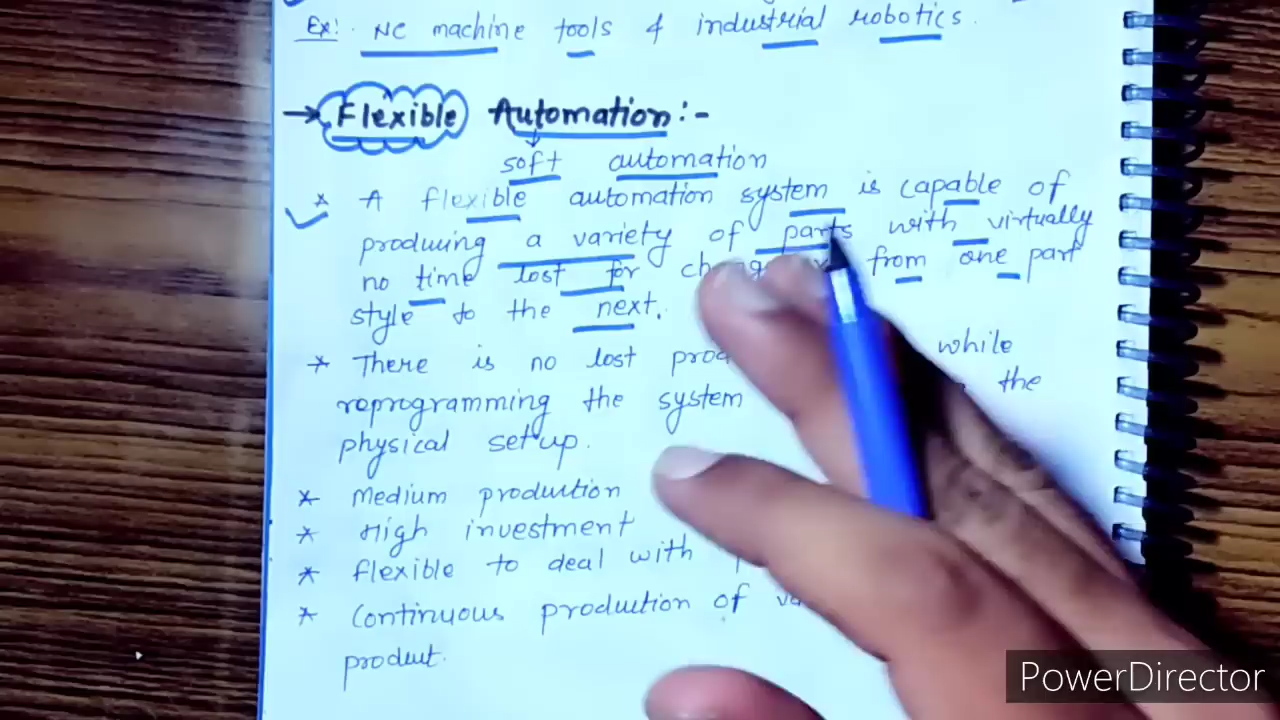 Ex:. NC machine tools & industrial robotics.
→ Flexible Automation:-
soft automation
* A flexible automation system is capable of
produing a variety of parts with virtually
no time lost for from one part
style to the next.
* There is no lost while
reprogramming the system the
physical setup.
* Medium production
* High investment
* flexible to deal with
* Continuous production of
produt.
PowerDirector